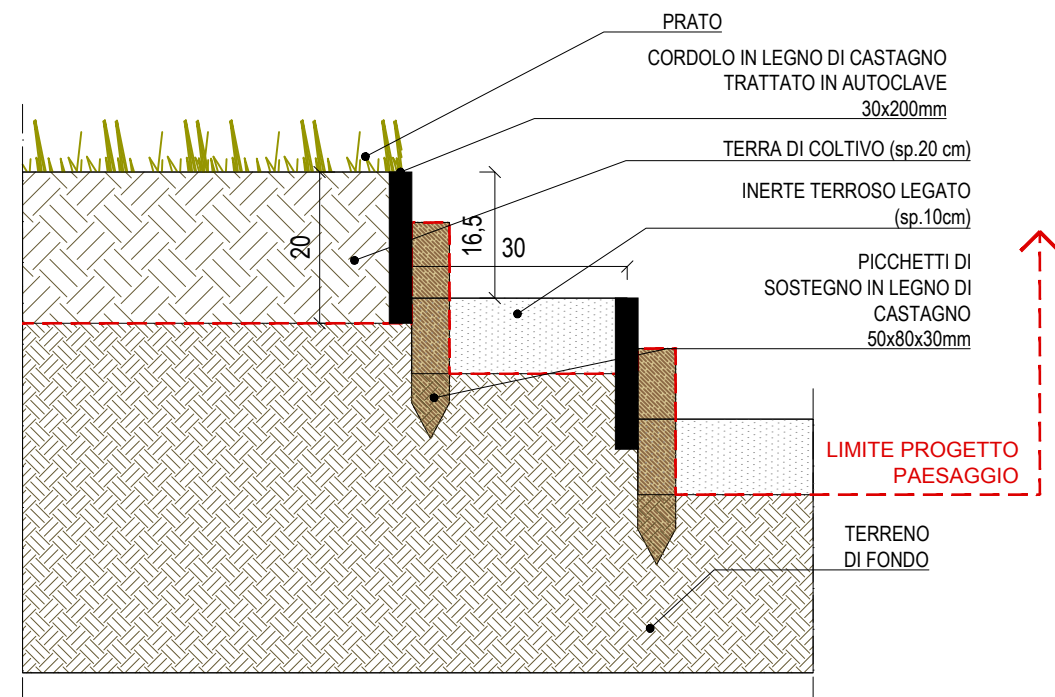 PRATO
CORDOLO IN LEGNO DI CASTAGNO
TRATTATO IN AUTOCLAVE
30x200mm
TERRA DI COLTIVO (sp.20 cm)
INERTE TERROSO LEGATO
(sp.10cm)
20
16,5
30
PICCHETTI DI
SOSTEGNO IN LEGNO DI
CASTAGNO
50x80x30mm
LIMITE PROGETTO
PAESAGGIO
TERRENO
DI FONDO